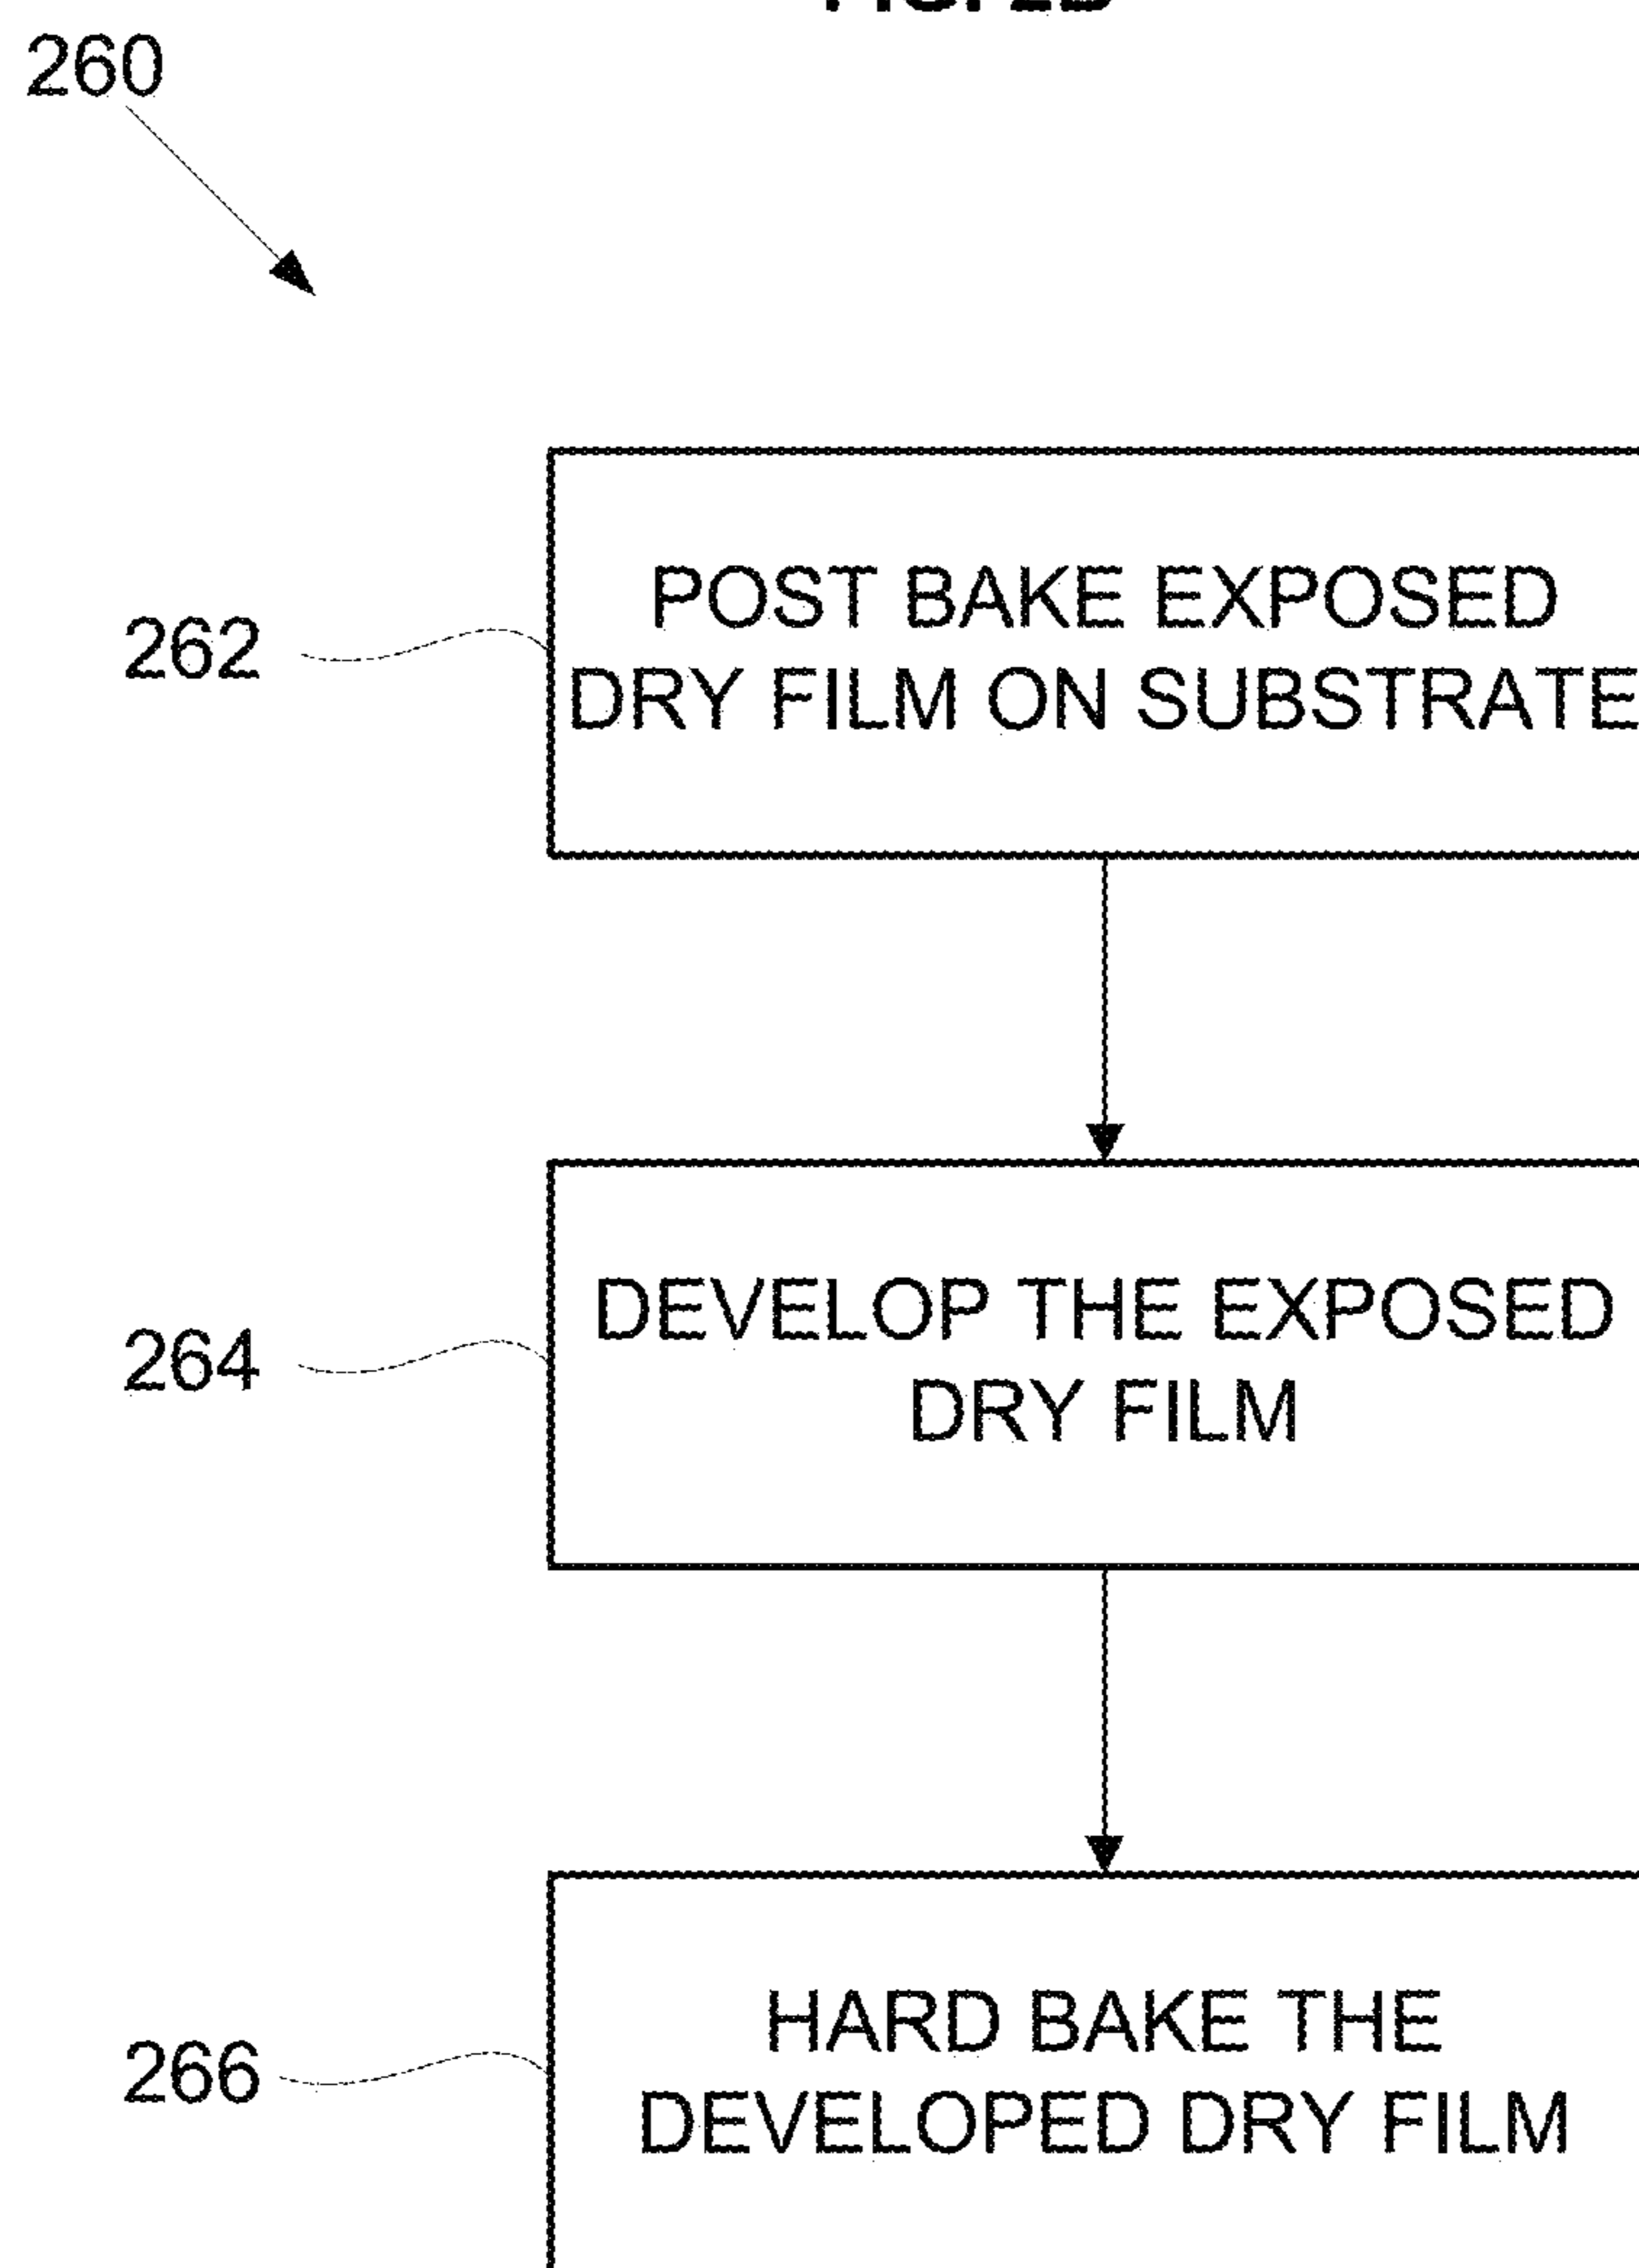 260
262
POST BAKE EXPOSED
DRY FILM ON SUBSTRATE
264
DEVELOP THE EXPOSED
DRY FILM
266
HARD BAKE THE
DEVELOPED DRY FILM